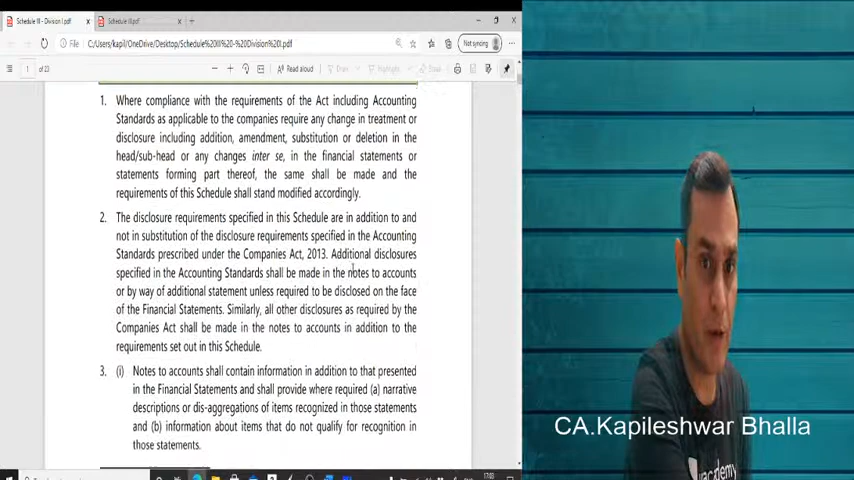 Schedule III - Division I.pdf
Schedule III.pdf
File
C:/Users/kapil/OneDrive/Desktop/Schedule%20III%20-%20Division%20I.pdf
Not syncing
1 of 23
Read aloud
Draw
Highlight
Erase
1. Where compliance with the requirements of the Act including Accounting
Standards as applicable to the companies require any change in treatment or
disclosure including addition, amendment, substitution or deletion in the
head/sub-head or any changes inter se, in the financial statements or
statements forming part thereof, the same shall be made and the
requirements of this Schedule shall stand modified accordingly.
2. The disclosure requirements specified in this Schedule are in addition to and
not in substitution of the disclosure requirements specified in the Accounting
Standards prescribed under the Companies Act, 2013. Additional disclosures
specified in the Accounting Standards shall be made in the notes to accounts
or by way of additional statement unless required to be disclosed on the face
of the Financial Statements. Similarly, all other disclosures as required by the
Companies Act shall be made in the notes to accounts in addition to the
requirements set out in this Schedule.
3. (i) Notes to accounts shall contain information in addition to that presented
in the Financial Statements and shall provide where required (a) narrative
descriptions or dis-aggregations of items recognized in those statements
and (b) information about items that do not qualify for recognition in
those statements.
CA.Kapileshwar Bhalla
17:03